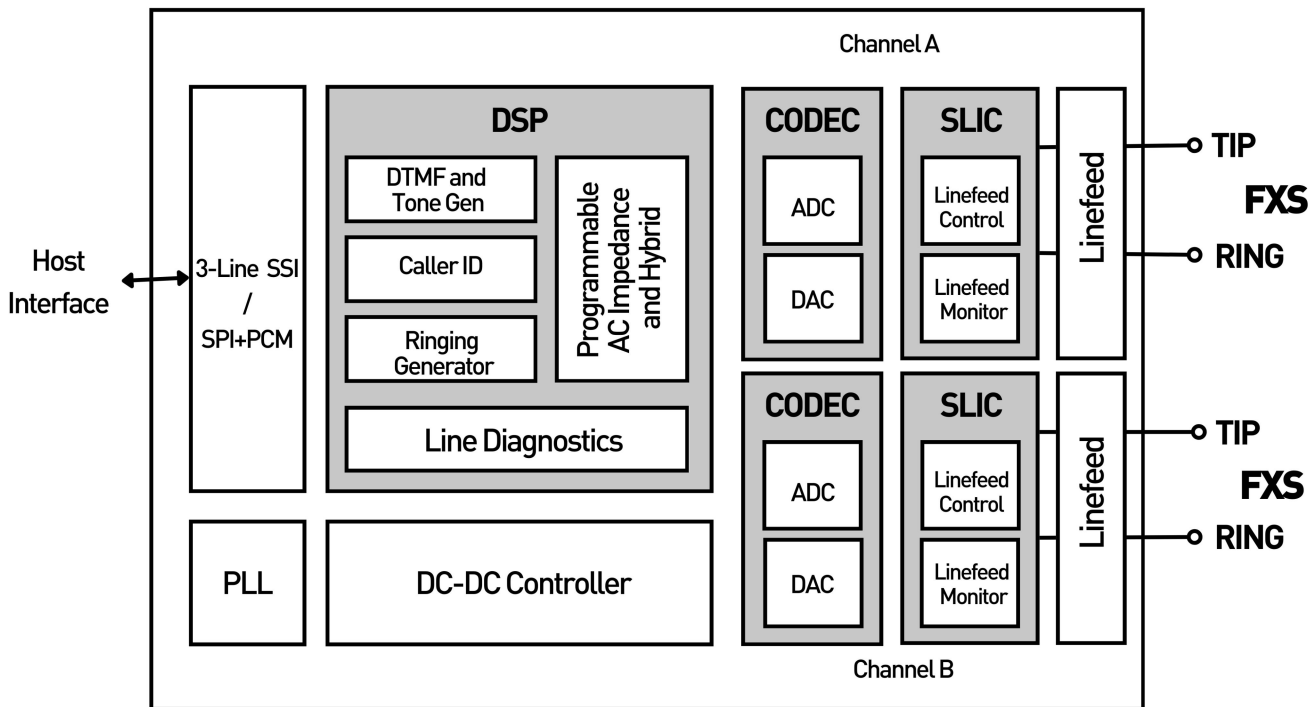 Channel A
Host
Interface
3-Line SSI
/
SPI+PCM
DSP
DTMF and
Tone Gen
Caller ID
Ringing
Generator
Programmable
AC Impedance
and Hybrid
Line Diagnostics
PLL
DC-DC Controller
CODEC
ADC
DAC
SLIC
Linefeed
Control
Linefeed
Monitor
Linefeed
TIP
FXS
RING
CODEC
ADC
DAC
SLIC
Linefeed
Control
Linefeed
Monitor
Linefeed
TIP
FXS
RING
Channel B